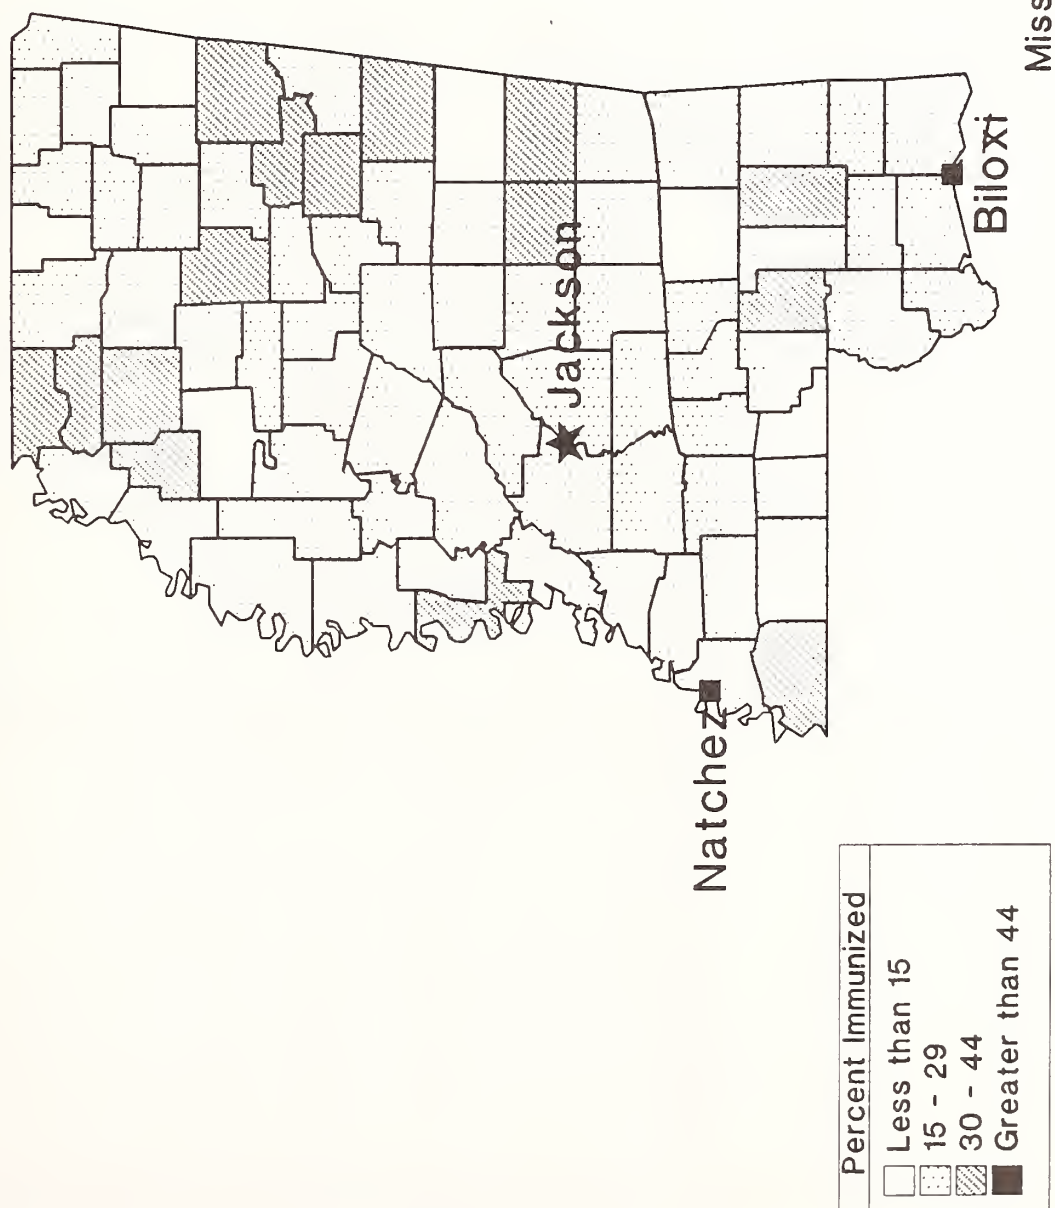 Jackson
Natchez
Biloxi
Miss
Percent Immunized
Less than 15
15 - 29
30 - 44
Greater than 44